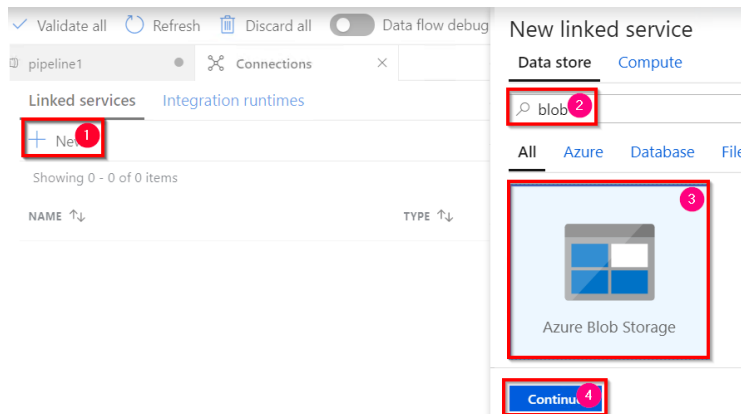 Validate all Refresh Discard all Data flow debug
pipeline1 Connections
Linked services Integration runtimes
1
Showing 0 - 0 of 0 items
NAME TYPE
New linked service
Data store Compute
blob 2
All Azure Database File
3
Azure Blob Storage
Continue 4